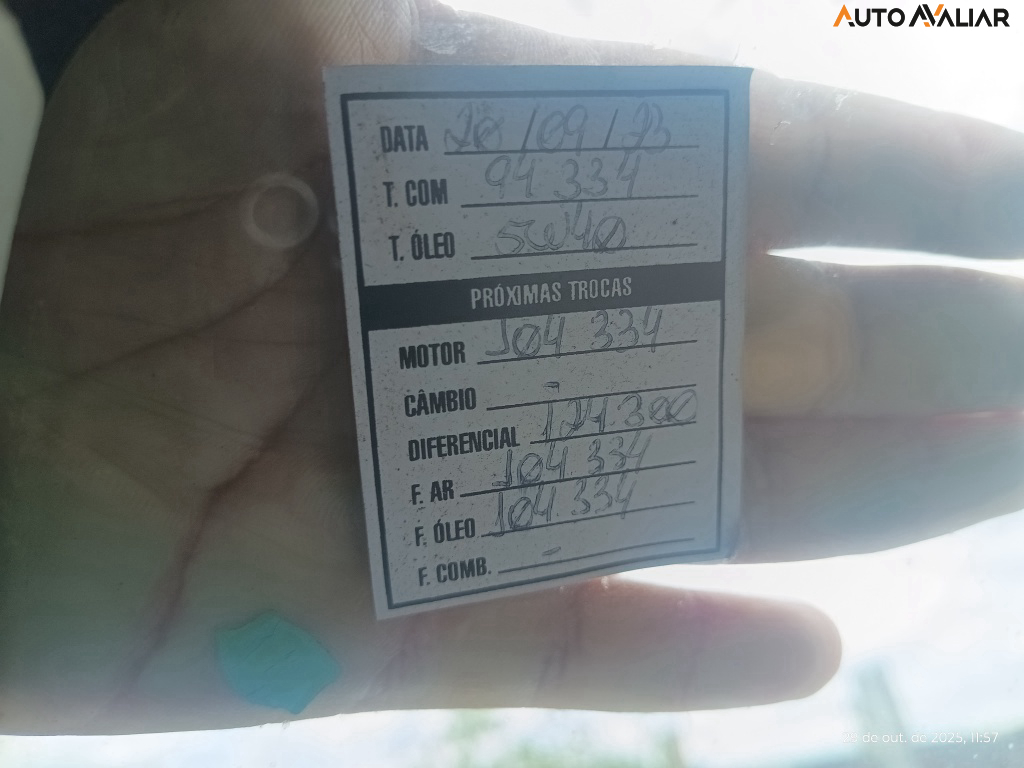 AUTO AVALIAR
DATA 20/09/23
T. COM 94 334
T. ÓLEO 5W40
PRÓXIMAS TROCAS
MOTOR 104 334
CÂMBIO -
DIFERENCIAL 124 300
F. AR 104 334
F. ÓLEO 104 334
F. COMB. -
de out. de 2025, 11:57